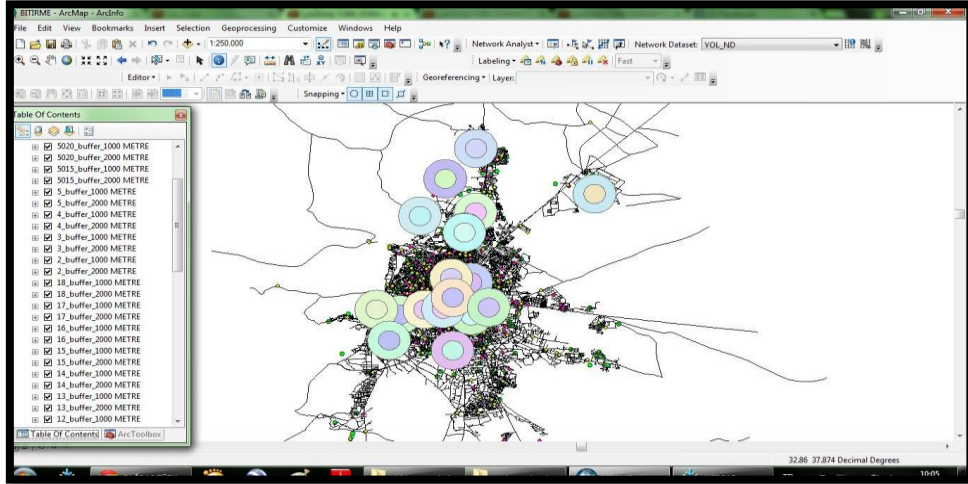 BITIRME - ArcMap - ArcInfo
File Edit View Bookmarks Insert Selection Geoprocessing Customize Windows Help
1:250.000 Network Analyst Network Dataset: YOL_ND
Labeling Fast
Editor Georeferencing Layer:
Snapping
Table Of Contents
5020_buffer_1000 METRE
5020_buffer_2000 METRE
5015_buffer_1000 METRE
5015_buffer_2000 METRE
5_buffer_1000 METRE
5_buffer_2000 METRE
4_buffer_1000 METRE
4_buffer_2000 METRE
3_buffer_1000 METRE
3_buffer_2000 METRE
2_buffer_1000 METRE
2_buffer_2000 METRE
18_buffer_1000 METRE
18_buffer_2000 METRE
17_buffer_1000 METRE
17_buffer_2000 METRE
16_buffer_1000 METRE
16_buffer_2000 METRE
15_buffer_1000 METRE
15_buffer_2000 METRE
14_buffer_1000 METRE
14_buffer_2000 METRE
13_buffer_1000 METRE
13_buffer_2000 METRE
12_buffer_1000 METRE
Table Of Contents ArcToolbox
32.86 37.874 Decimal Degrees
10:05